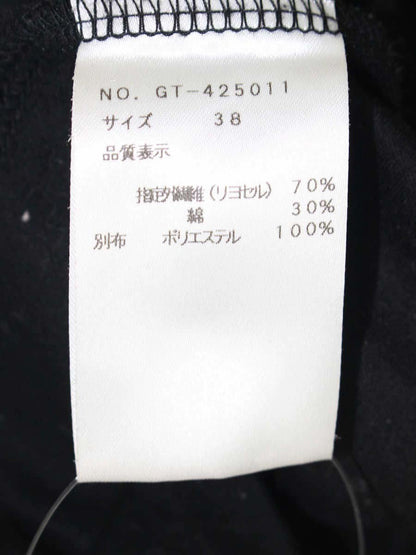 NO. GT-425011
サイズ 38
品質表示
指定外繊維(リヨセル) 70%
綿 30%
別布 ポリエステル 100%